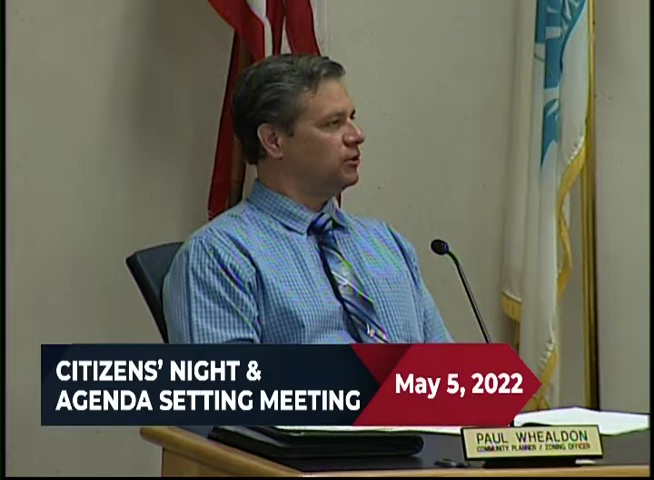 CITIZENS' NIGHT &
AGENDA SETTING MEETING
May 5, 2022
PAUL WHEALDON
COMMUNITY PLANNER / ZONING OFFICER